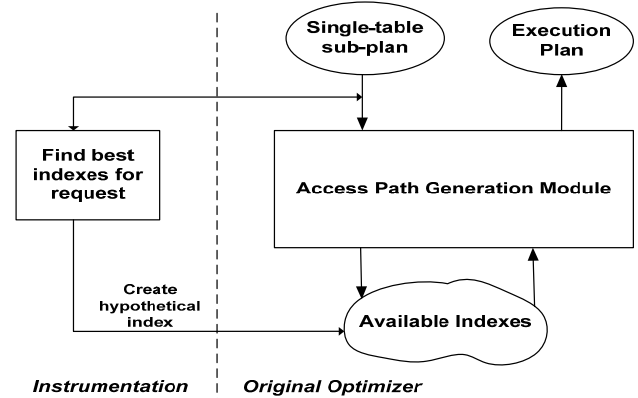 Single-table
sub-plan
Execution
Plan
Find best
indexes for
request
Access Path Generation Module
Create
hypothetical
index
Available Indexes
Instrumentation
Original Optimizer